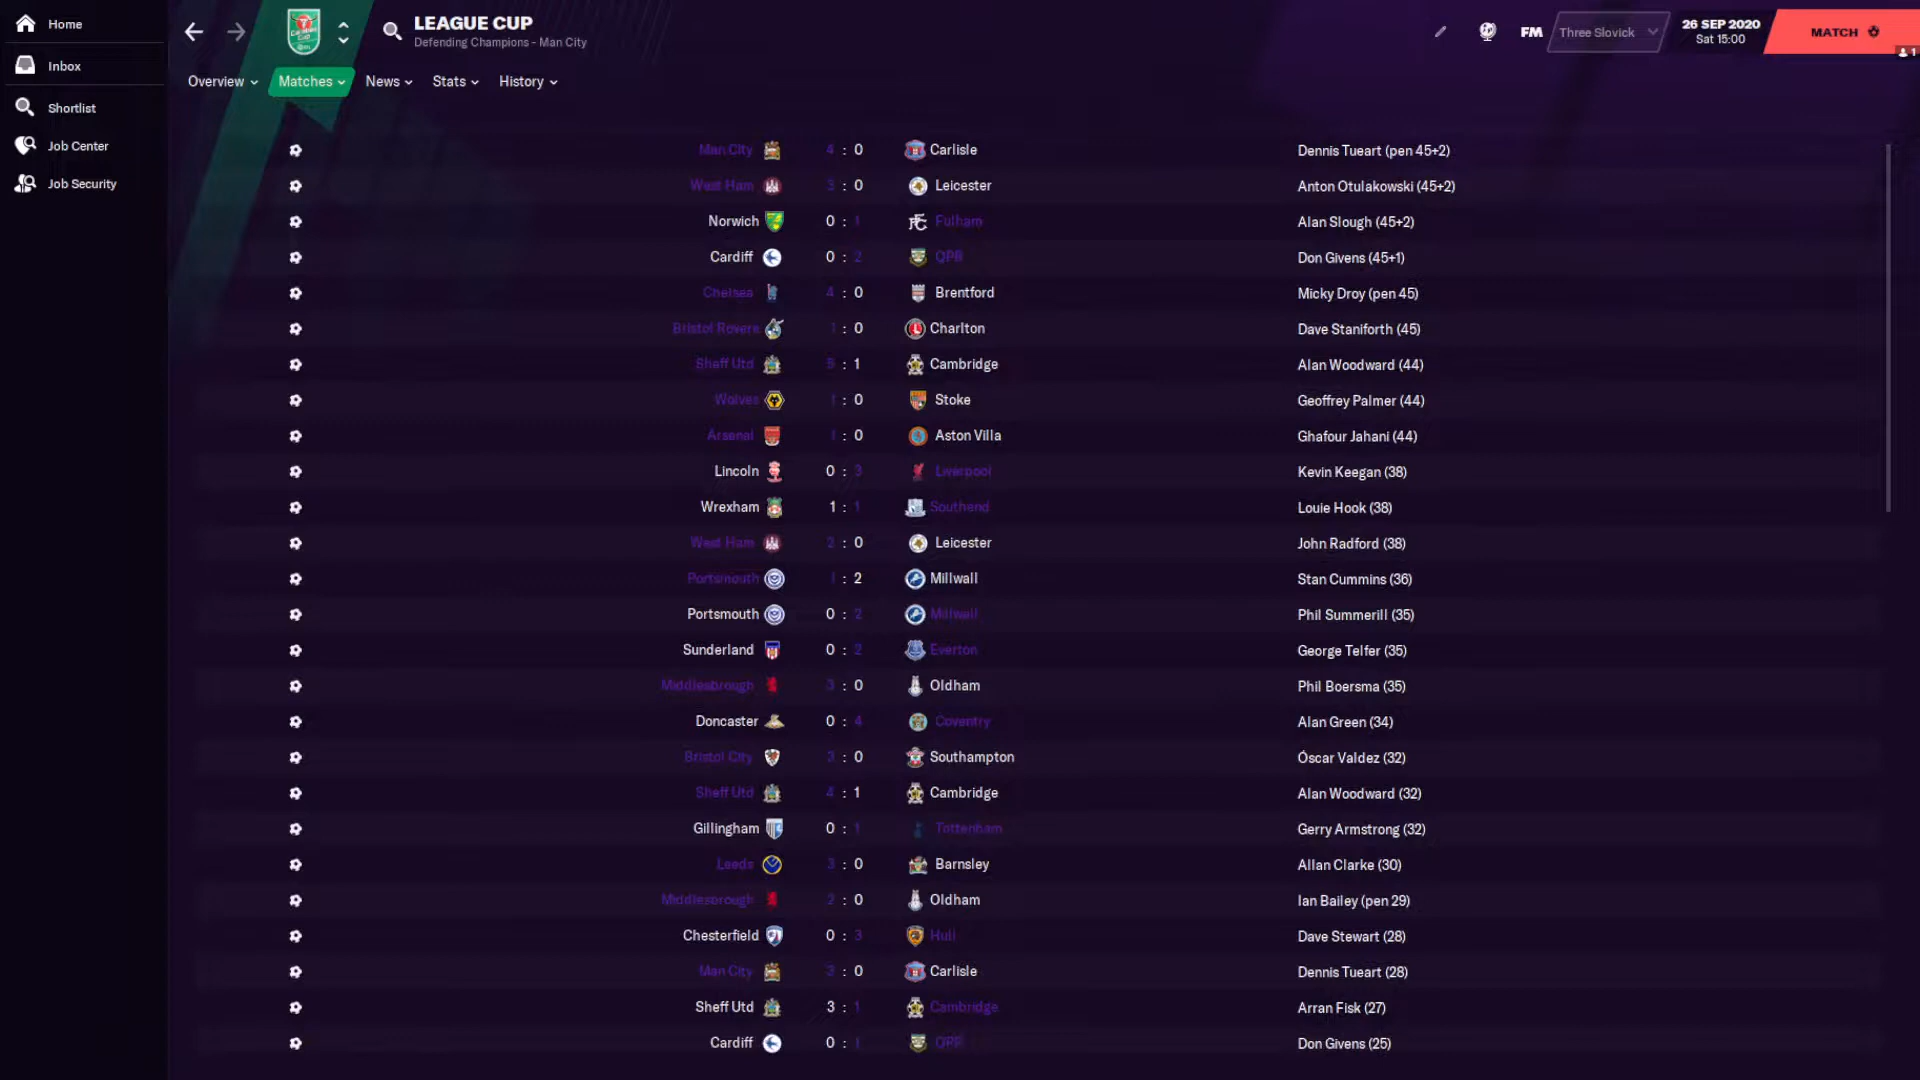 Home
Inbox
Shortlist
Job Center
Job Security
LEAGUE CUP
Defending Champions - Man City
FM
Three Slovick
26 SEP 2020
Sat 15:00
MATCH
1
Overview
Matches
News
Stats
History
Man City 4 : 0 Carlisle Dennis Tueart (pen 45+2)
West Ham 3 : 0 Leicester Anton Otulakowski (45+2)
Norwich 0 : 1 Fulham Alan Slough (45+2)
Cardiff 0 : 2 QPR Don Givens (45+1)
Chelsea 4 : 0 Brentford Micky Droy (pen 45)
Bristol Rovers 1 : 0 Charlton Dave Staniforth (45)
Sheff Utd 5 : 1 Cambridge Alan Woodward (44)
Wolves 1 : 0 Stoke Geoffrey Palmer (44)
Arsenal 1 : 0 Aston Villa Ghafour Jahani (44)
Lincoln 0 : 3 Liverpool Kevin Keegan (38)
Wrexham 1 : 1 Southend Louie Hook (38)
West Ham 2 : 0 Leicester John Radford (38)
Portsmouth 1 : 2 Millwall Stan Cummins (36)
Portsmouth 0 : 2 Millwall Phil Summerill (35)
Sunderland 0 : 2 Everton George Telfer (35)
Middlesbrough 3 : 0 Oldham Phil Boersma (35)
Doncaster 0 : 4 Coventry Alan Green (34)
Bristol City 3 : 0 Southampton Óscar Valdez (32)
Sheff Utd 4 : 1 Cambridge Alan Woodward (32)
Gillingham 0 : 1 Tottenham Gerry Armstrong (32)
Leeds 3 : 0 Barnsley Allan Clarke (30)
Middlesbrough 2 : 0 Oldham Ian Bailey (pen 29)
Chesterfield 0 : 3 Hull Dave Stewart (28)
Man City 3 : 0 Carlisle Dennis Tueart (28)
Sheff Utd 3 : 1 Cambridge Arran Fisk (27)
Cardiff 0 : 1 QPR Don Givens (25)